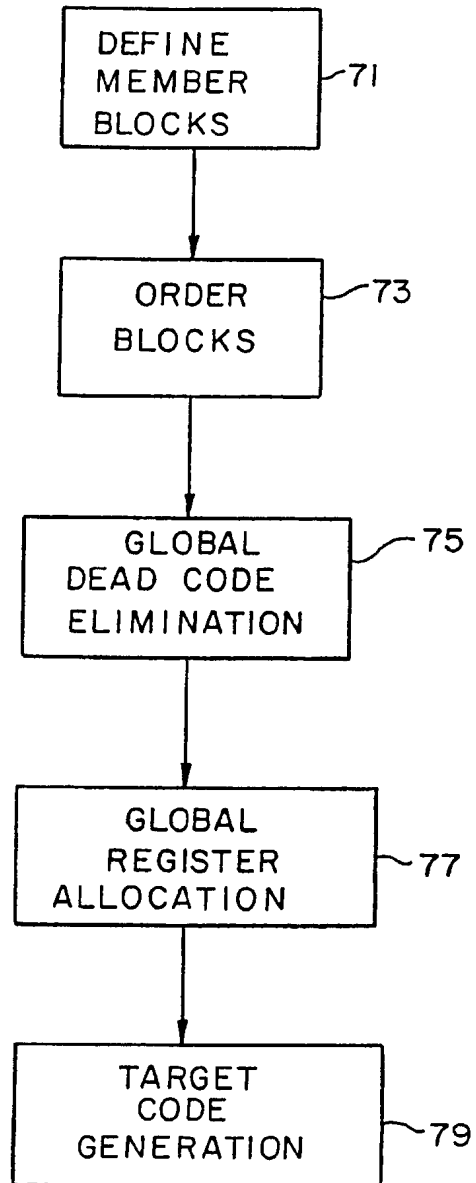 DEFINE
MEMBER
BLOCKS
71
ORDER
BLOCKS
73
GLOBAL
DEAD CODE
ELIMINATION
75
GLOBAL
REGISTER
ALLOCATION
77
TARGET
CODE
GENERATION
79